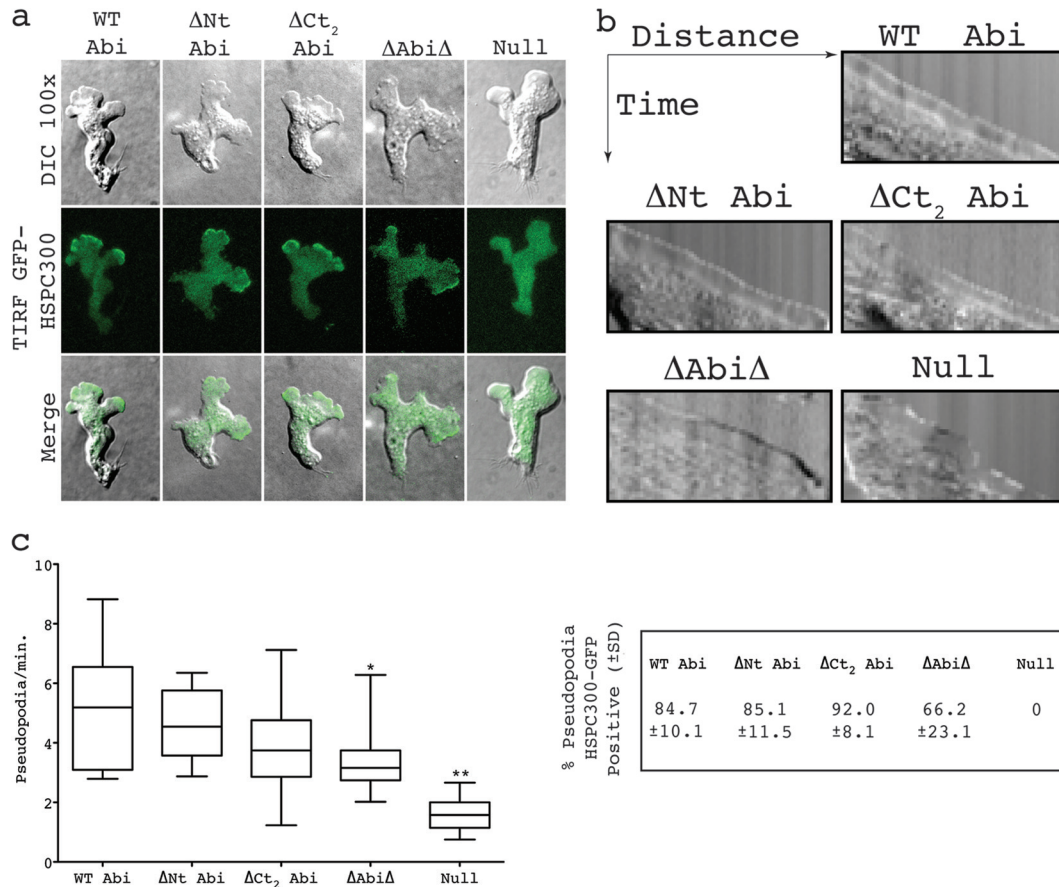 a
WT Abi
ΔNt Abi
ΔCt₂ Abi
ΔAbiΔ
Null
DIC 100x
TIRF GFP-HSPC300
Merge
b
Distance
Time
WT Abi
ΔNt Abi
ΔCt₂ Abi
ΔAbiΔ
Null
c
Pseudopodia/min.
10
8
6
4
2
0
*
**
WT Abi
ΔNt Abi
ΔCt₂ Abi
ΔAbiΔ
Null
% Pseudopodia
HSPC300-GFP
Positive (±SD)
WT Abi ΔNt Abi ΔCt₂ Abi ΔAbiΔ Null
84.7 85.1 92.0 66.2 0
±10.1 ±11.5 ±8.1 ±23.1